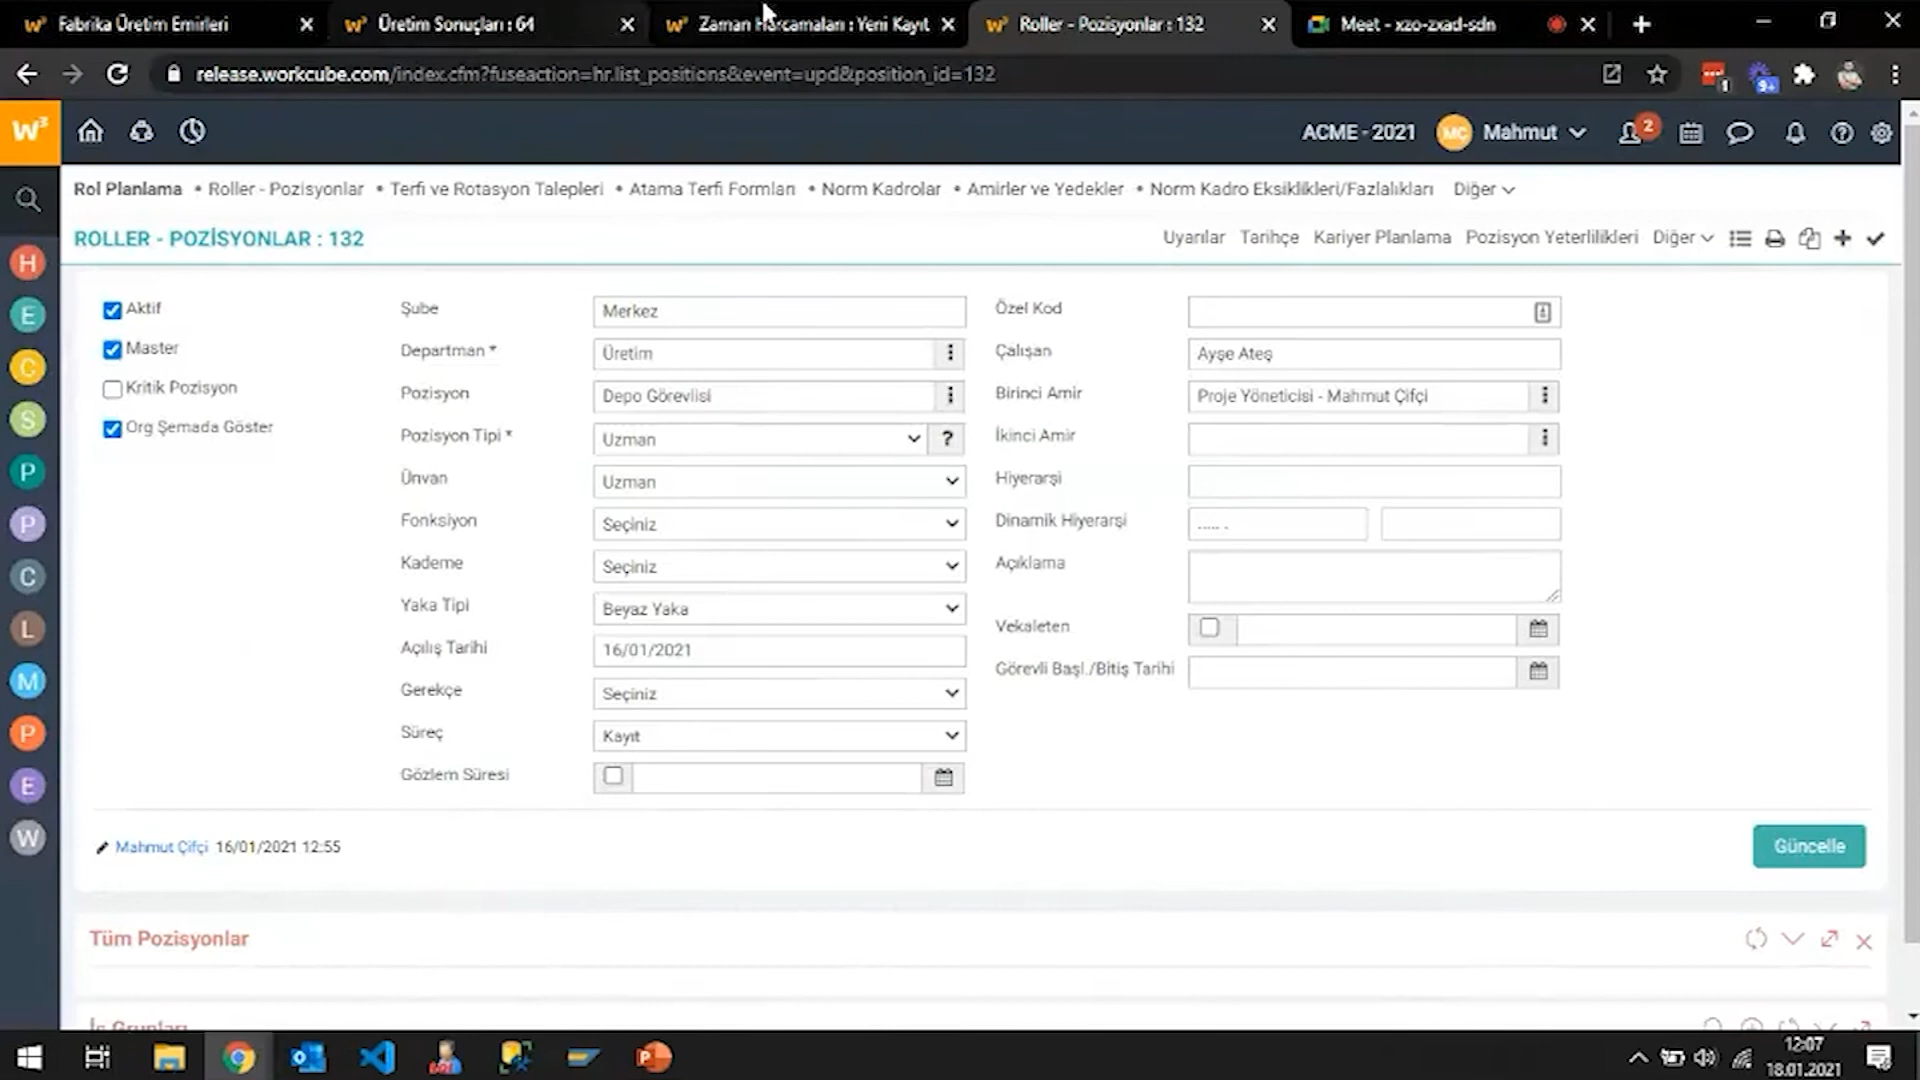 Fabrika Üretim Emirleri
Üretim Sonuçları : 64
Zaman Harcamaları : Yeni Kayıt
Roller - Pozisyonlar : 132
Meet - xzo-zxad-sdn
release.workcube.com/index.cfm?fuseaction=hr.list_positions&event=upd&position_id=132
1
9+
W³
ACME - 2021
MC
Mahmut
2
Rol Planlama • Roller - Pozisyonlar • Terfi ve Rotasyon Talepleri • Atama Terfi Formları • Norm Kadrolar • Amirler ve Yedekler • Norm Kadro Eksiklikleri/Fazlalıkları Diğer
ROLLER - POZİSYONLAR : 132
Uyarılar Tarihçe Kariyer Planlama Pozisyon Yeterlilikleri Diğer
H
E
C
S
P
P
C
L
M
P
E
W
Aktif
Master
Kritik Pozisyon
Org Şemada Göster
Şube Merkez
Departman * Üretim
Pozisyon Depo Görevlisi
Pozisyon Tipi * Uzman ?
Ünvan Uzman
Fonksiyon Seçiniz
Kademe Seçiniz
Yaka Tipi Beyaz Yaka
Açılış Tarihi 16/01/2021
Gerekçe Seçiniz
Süreç Kayıt
Gözlem Süresi
Özel Kod
Çalışan Ayşe Ateş
Birinci Amir Proje Yöneticisi - Mahmut Çifçi
İkinci Amir
Hiyerarşi
Dinamik Hiyerarşi ..... .
Açıklama
Vekaleten
Görevli Başl./Bitiş Tarihi
Mahmut Çifçi 16/01/2021 12:55
Güncelle
Tüm Pozisyonlar
İş Grupları
12:07
18.01.2021